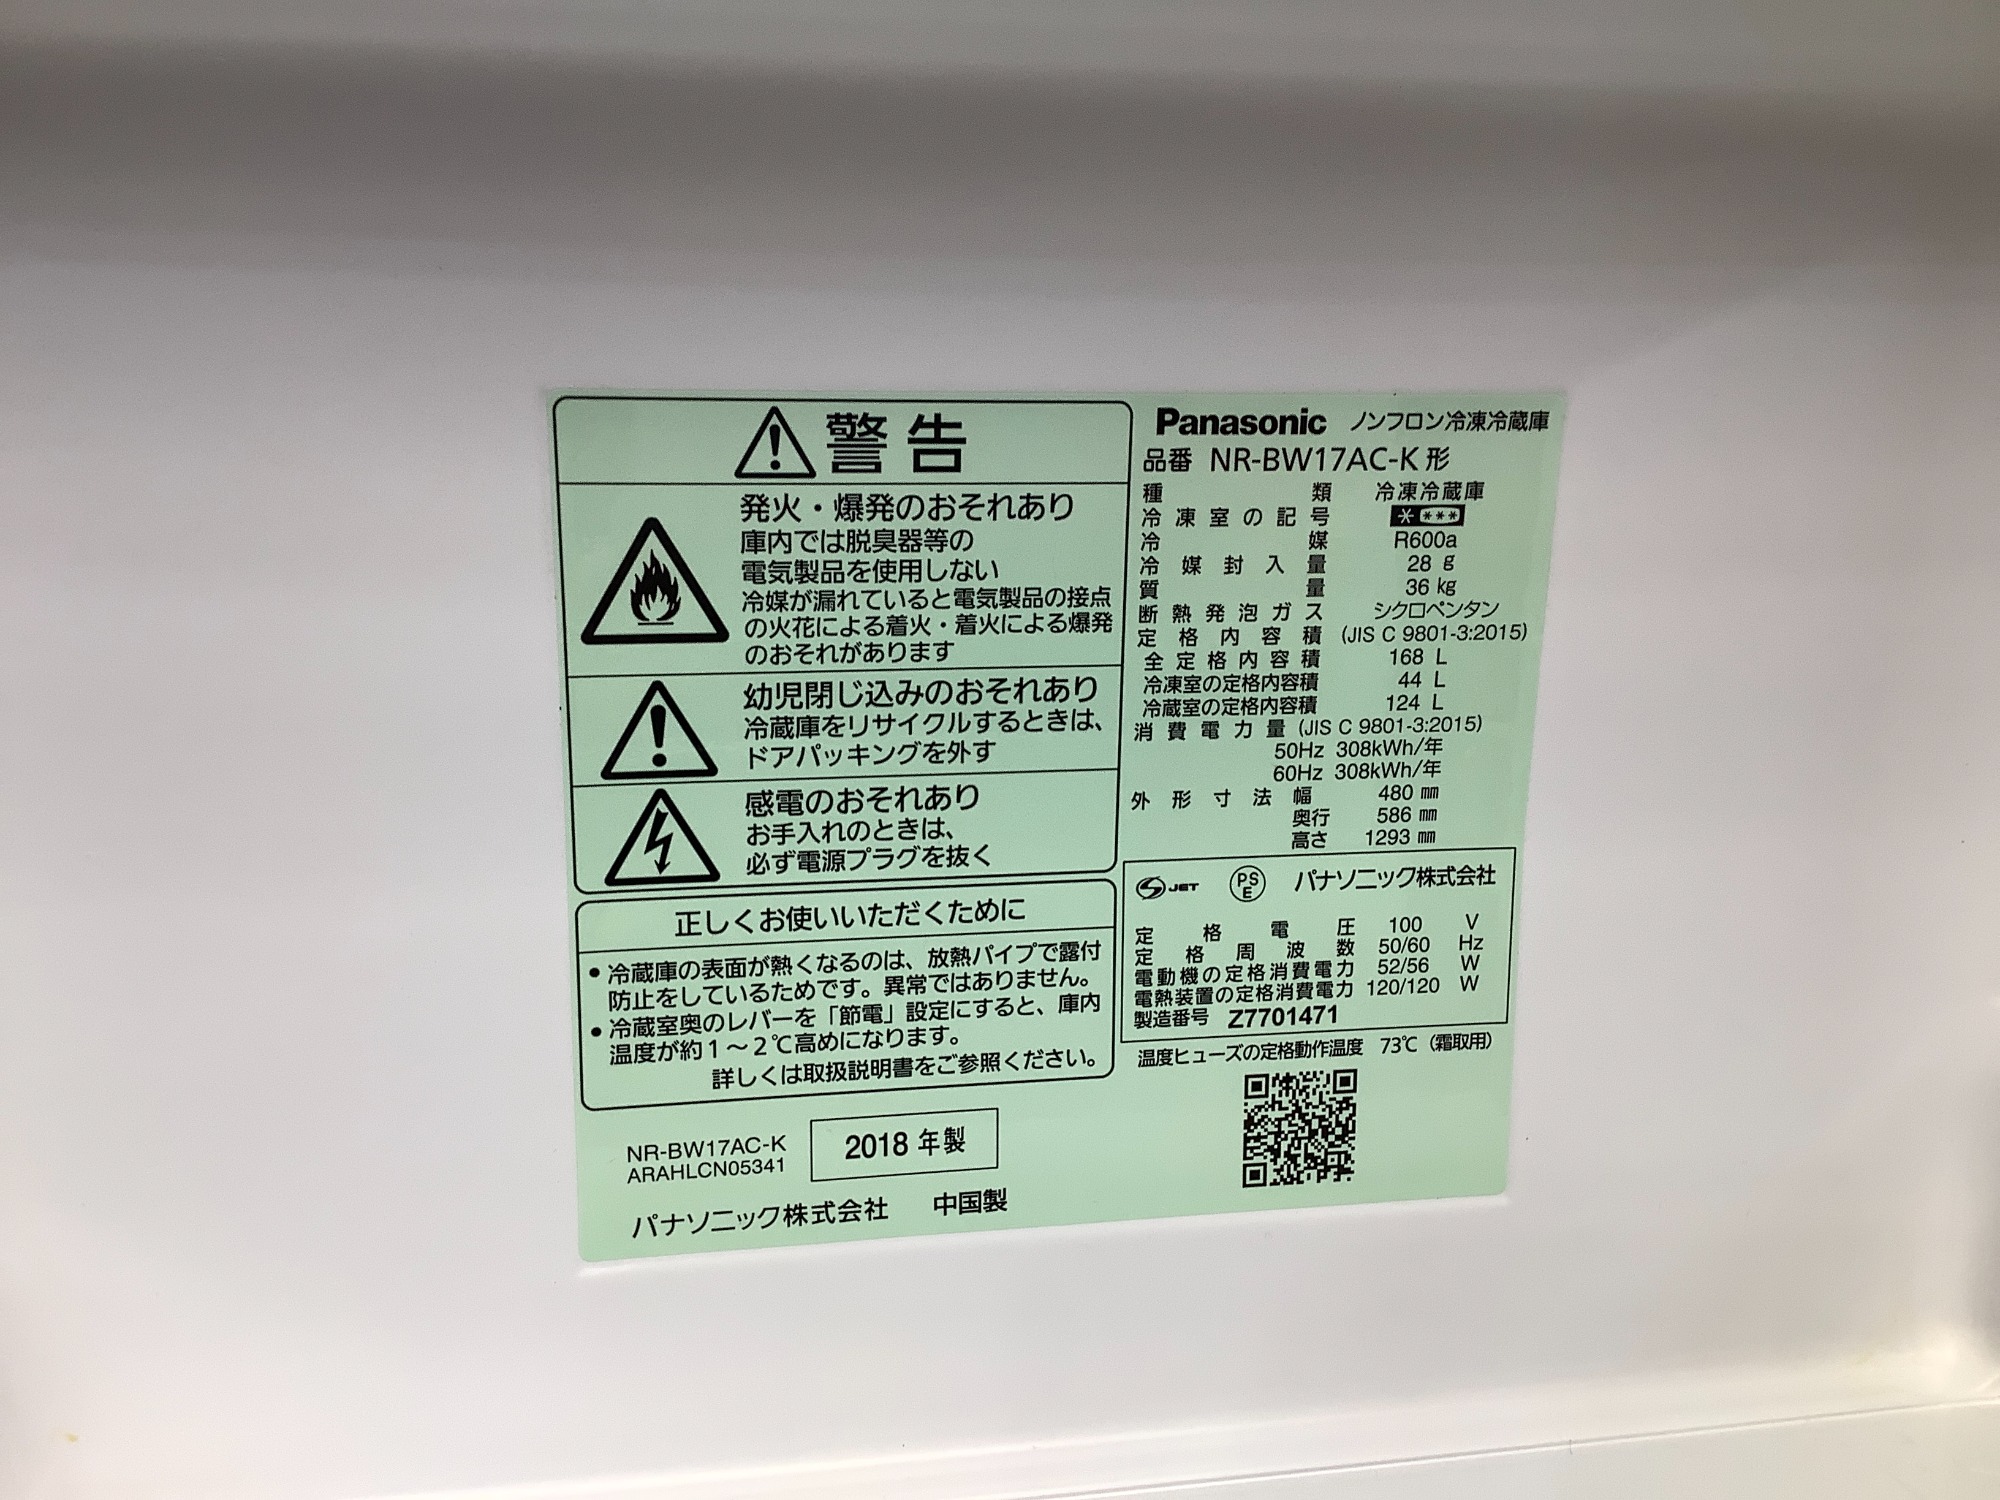 警告
発火・爆発のおそれあり
庫内では脱臭器等の
電気製品を使用しない
冷媒が漏れていると電気製品の接点
の火花による着火・着火による爆発
のおそれがあります
幼児閉じ込みのおそれあり
冷蔵庫をリサイクルするときは、
ドアパッキングを外す
感電のおそれあり
お手入れのときは、
必ず電源プラグを抜く
正しくお使いいただくために
●冷蔵庫の表面が熱くなるのは、放熱パイプで露付
防止をしているためです。異常ではありません。
●冷蔵室奥のレバーを「節電」設定にすると、庫内
温度が約1～2℃高めになります。
詳しくは取扱説明書をご参照ください。
NR-BW17AC-K
ARAHLCN05341
2018年製
パナソニック株式会社 中国製
Panasonic ノンフロン冷凍冷蔵庫
品番 NR-BW17AC-K 形
種類 冷凍冷蔵庫
冷凍室の記号 * ***
冷媒 R600a
冷媒封入量 28 g
質量 36 kg
断熱発泡ガス シクロペンタン
定格内容積 (JIS C 9801-3:2015)
全定格内容積 168 L
冷凍室の定格内容積 44 L
冷蔵室の定格内容積 124 L
消費電力量 (JIS C 9801-3:2015)
50Hz 308kWh/年
60Hz 308kWh/年
外形寸法 幅 480 ㎜
奥行 586 ㎜
高さ 1293 ㎜
S JET PSE パナソニック株式会社
定格電圧 100 V
定格周波数 50/60 Hz
電動機の定格消費電力 52/56 W
電熱装置の定格消費電力 120/120 W
製造番号 Z7701471
温度ヒューズの定格動作温度 73℃（霜取用）